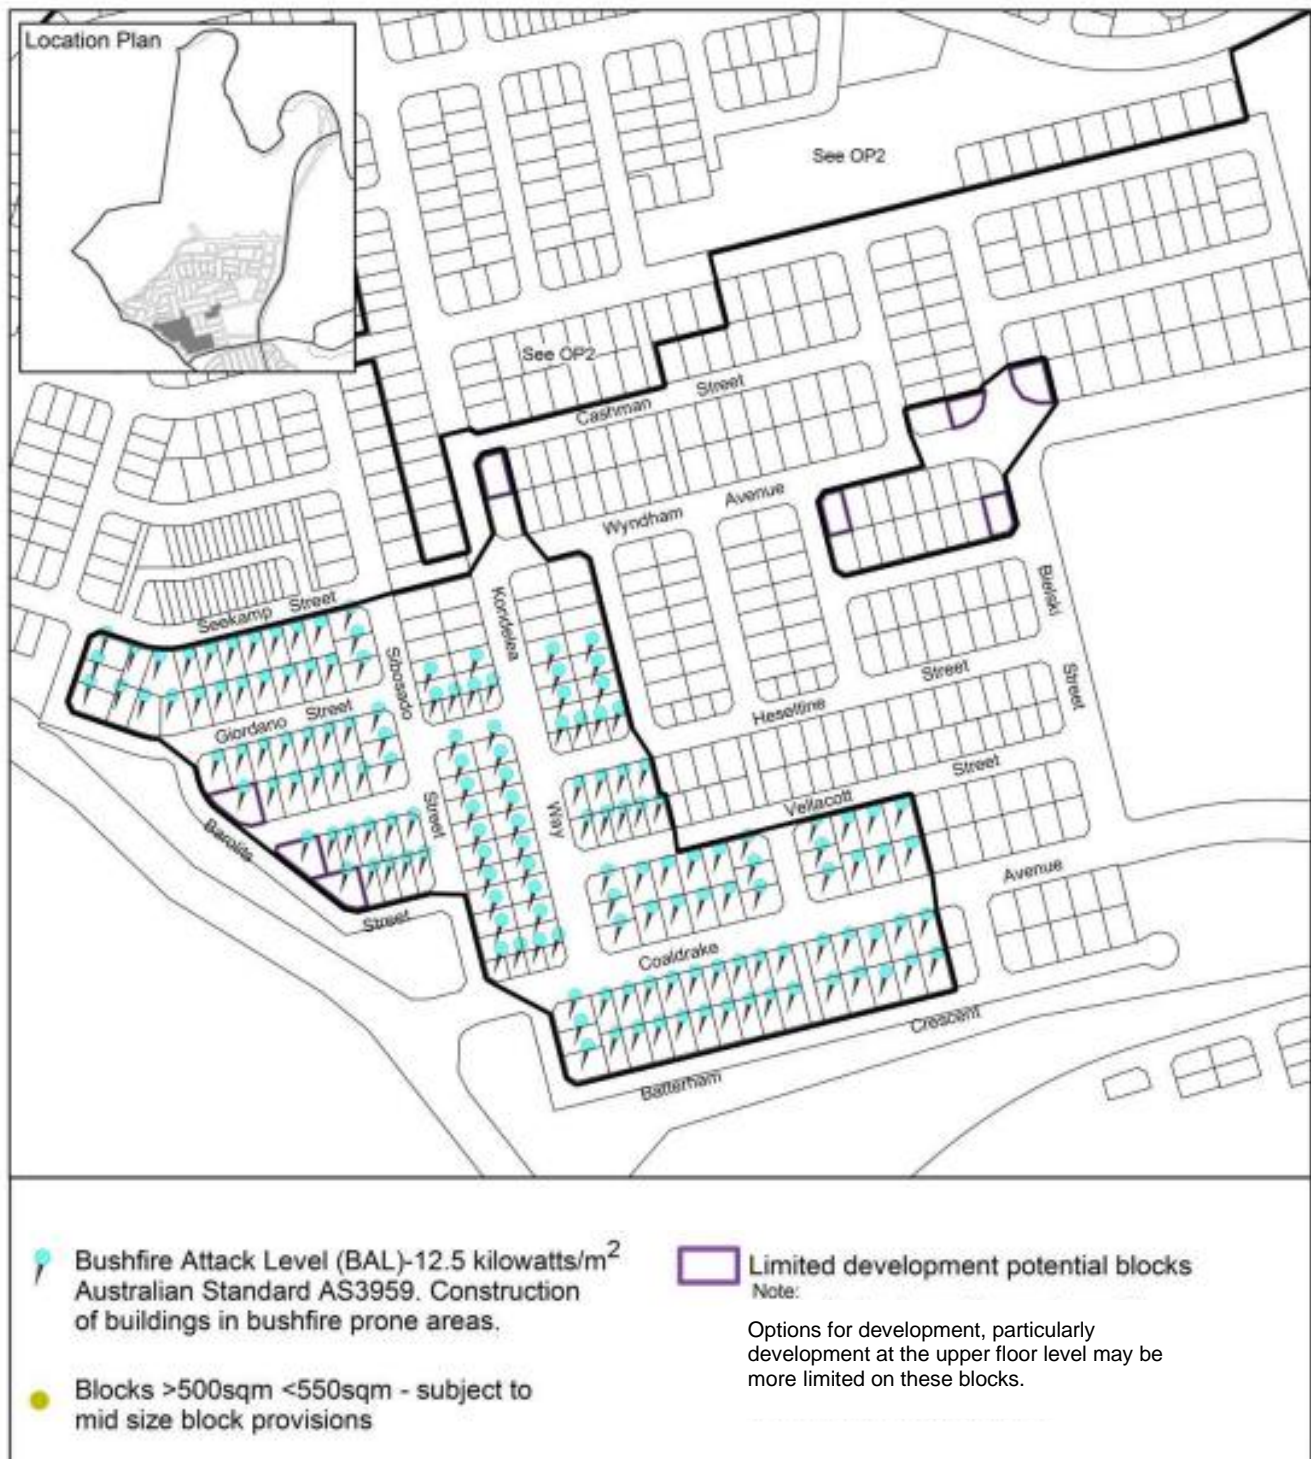 Location Plan
See OP2
See OP2
Cashman Street
Wyndham Avenue
Seekamp Street
Kondelea
Way
Sibosado
Street
Giordano Street
Bielski
Street
Heseltine Street
Vellacott Street
Barolits
Street
Coaldrake Avenue
Batterham Crescent
Bushfire Attack Level (BAL)-12.5 kilowatts/m2
Australian Standard AS3959. Construction
of buildings in bushfire prone areas.
Blocks >500sqm <550sqm - subject to
mid size block provisions
Limited development potential blocks
Note:
Options for development, particularly
development at the upper floor level may be
more limited on these blocks.